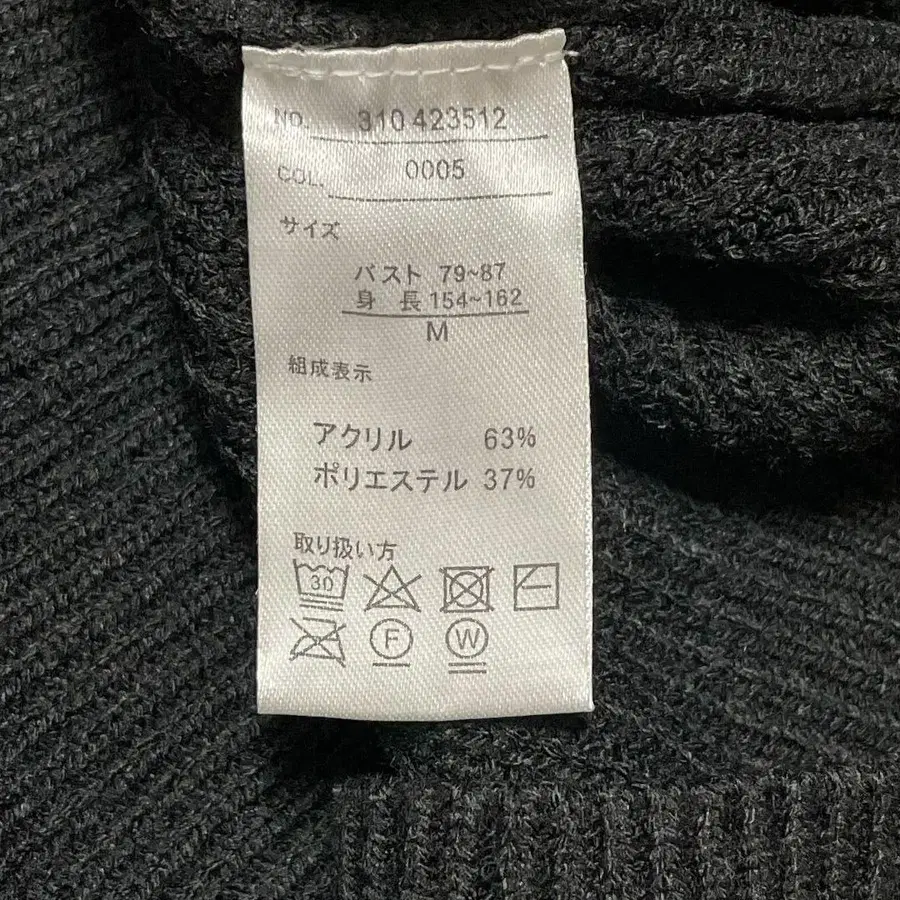 NO. 310 423512
COL. 0005
サイズ
バスト 79~87
身 長 154~162
M
組成表示
アクリル 63%
ポリエステル 37%
取り扱い方
30
F W